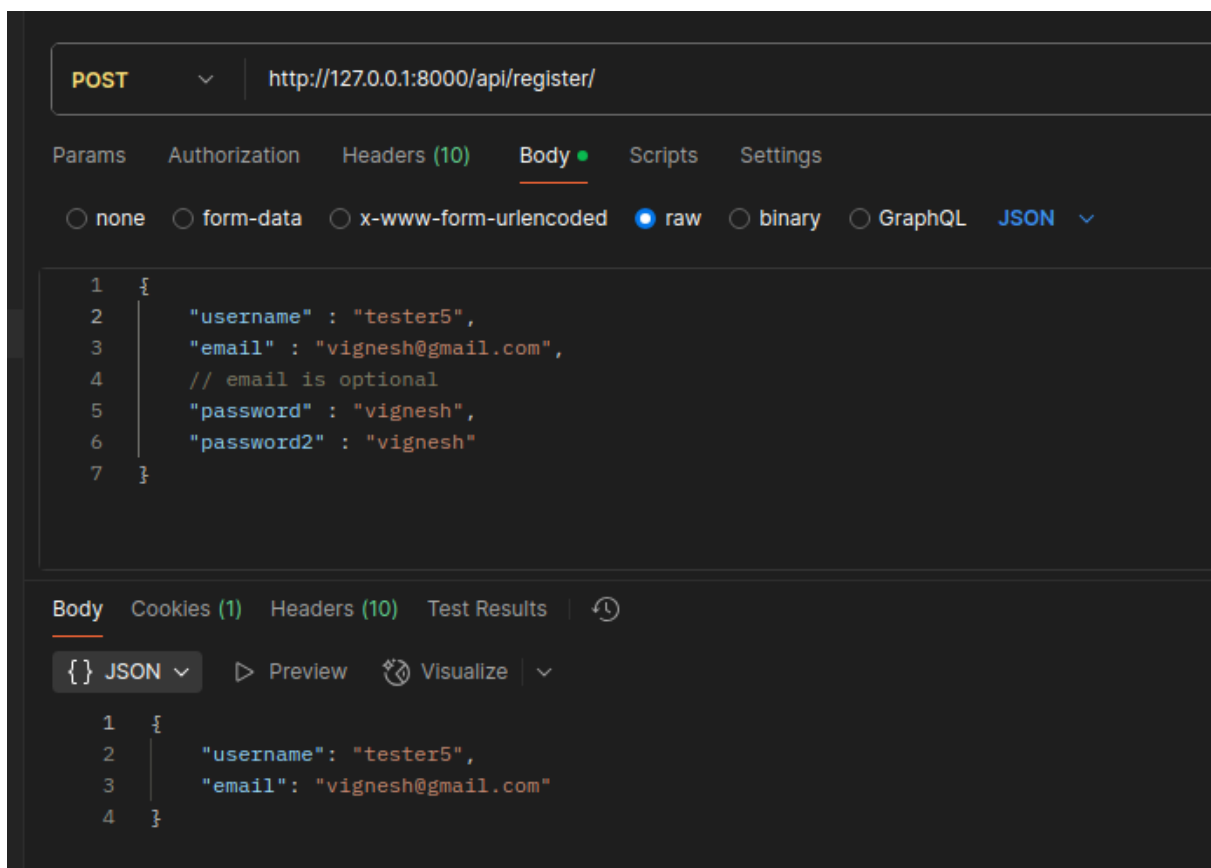 POST http://127.0.0.1:8000/api/register/
Params Authorization Headers (10) Body Scripts Settings
none form-data x-www-form-urlencoded raw binary GraphQL JSON
1 {
2 "username" : "tester5",
3 "email" : "vignesh@gmail.com",
4 // email is optional
5 "password" : "vignesh",
6 "password2" : "vignesh"
7 }
Body Cookies (1) Headers (10) Test Results
{} JSON Preview Visualize
1 {
2 "username": "tester5",
3 "email": "vignesh@gmail.com"
4 }